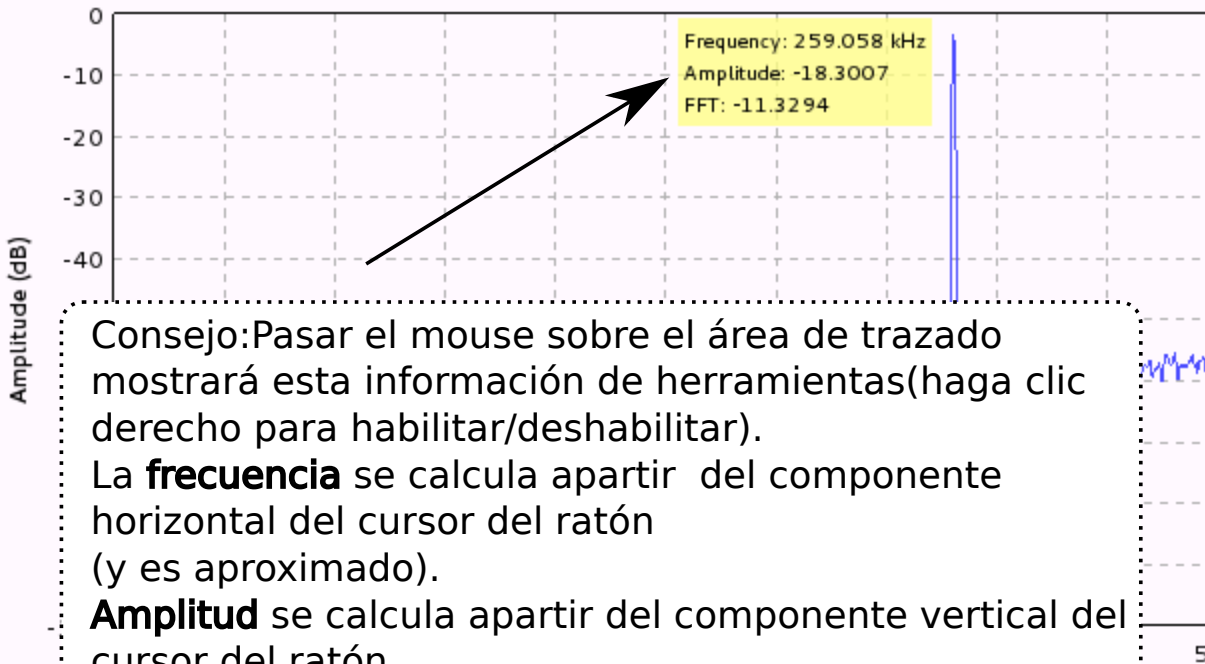 0
-10
-20
-30
-40
Amplitude (dB)
Frequency: 259.058 kHz
Amplitude: -18.3007
FFT: -11.3294
Consejo:Pasar el mouse sobre el área de trazado
mostrará esta información de herramientas(haga clic
derecho para habilitar/deshabilitar).
La frecuencia se calcula apartir  del componente
horizontal del cursor del ratón
(y es aproximado).
Amplitud se calcula apartir del componente vertical del
cursor del ratón